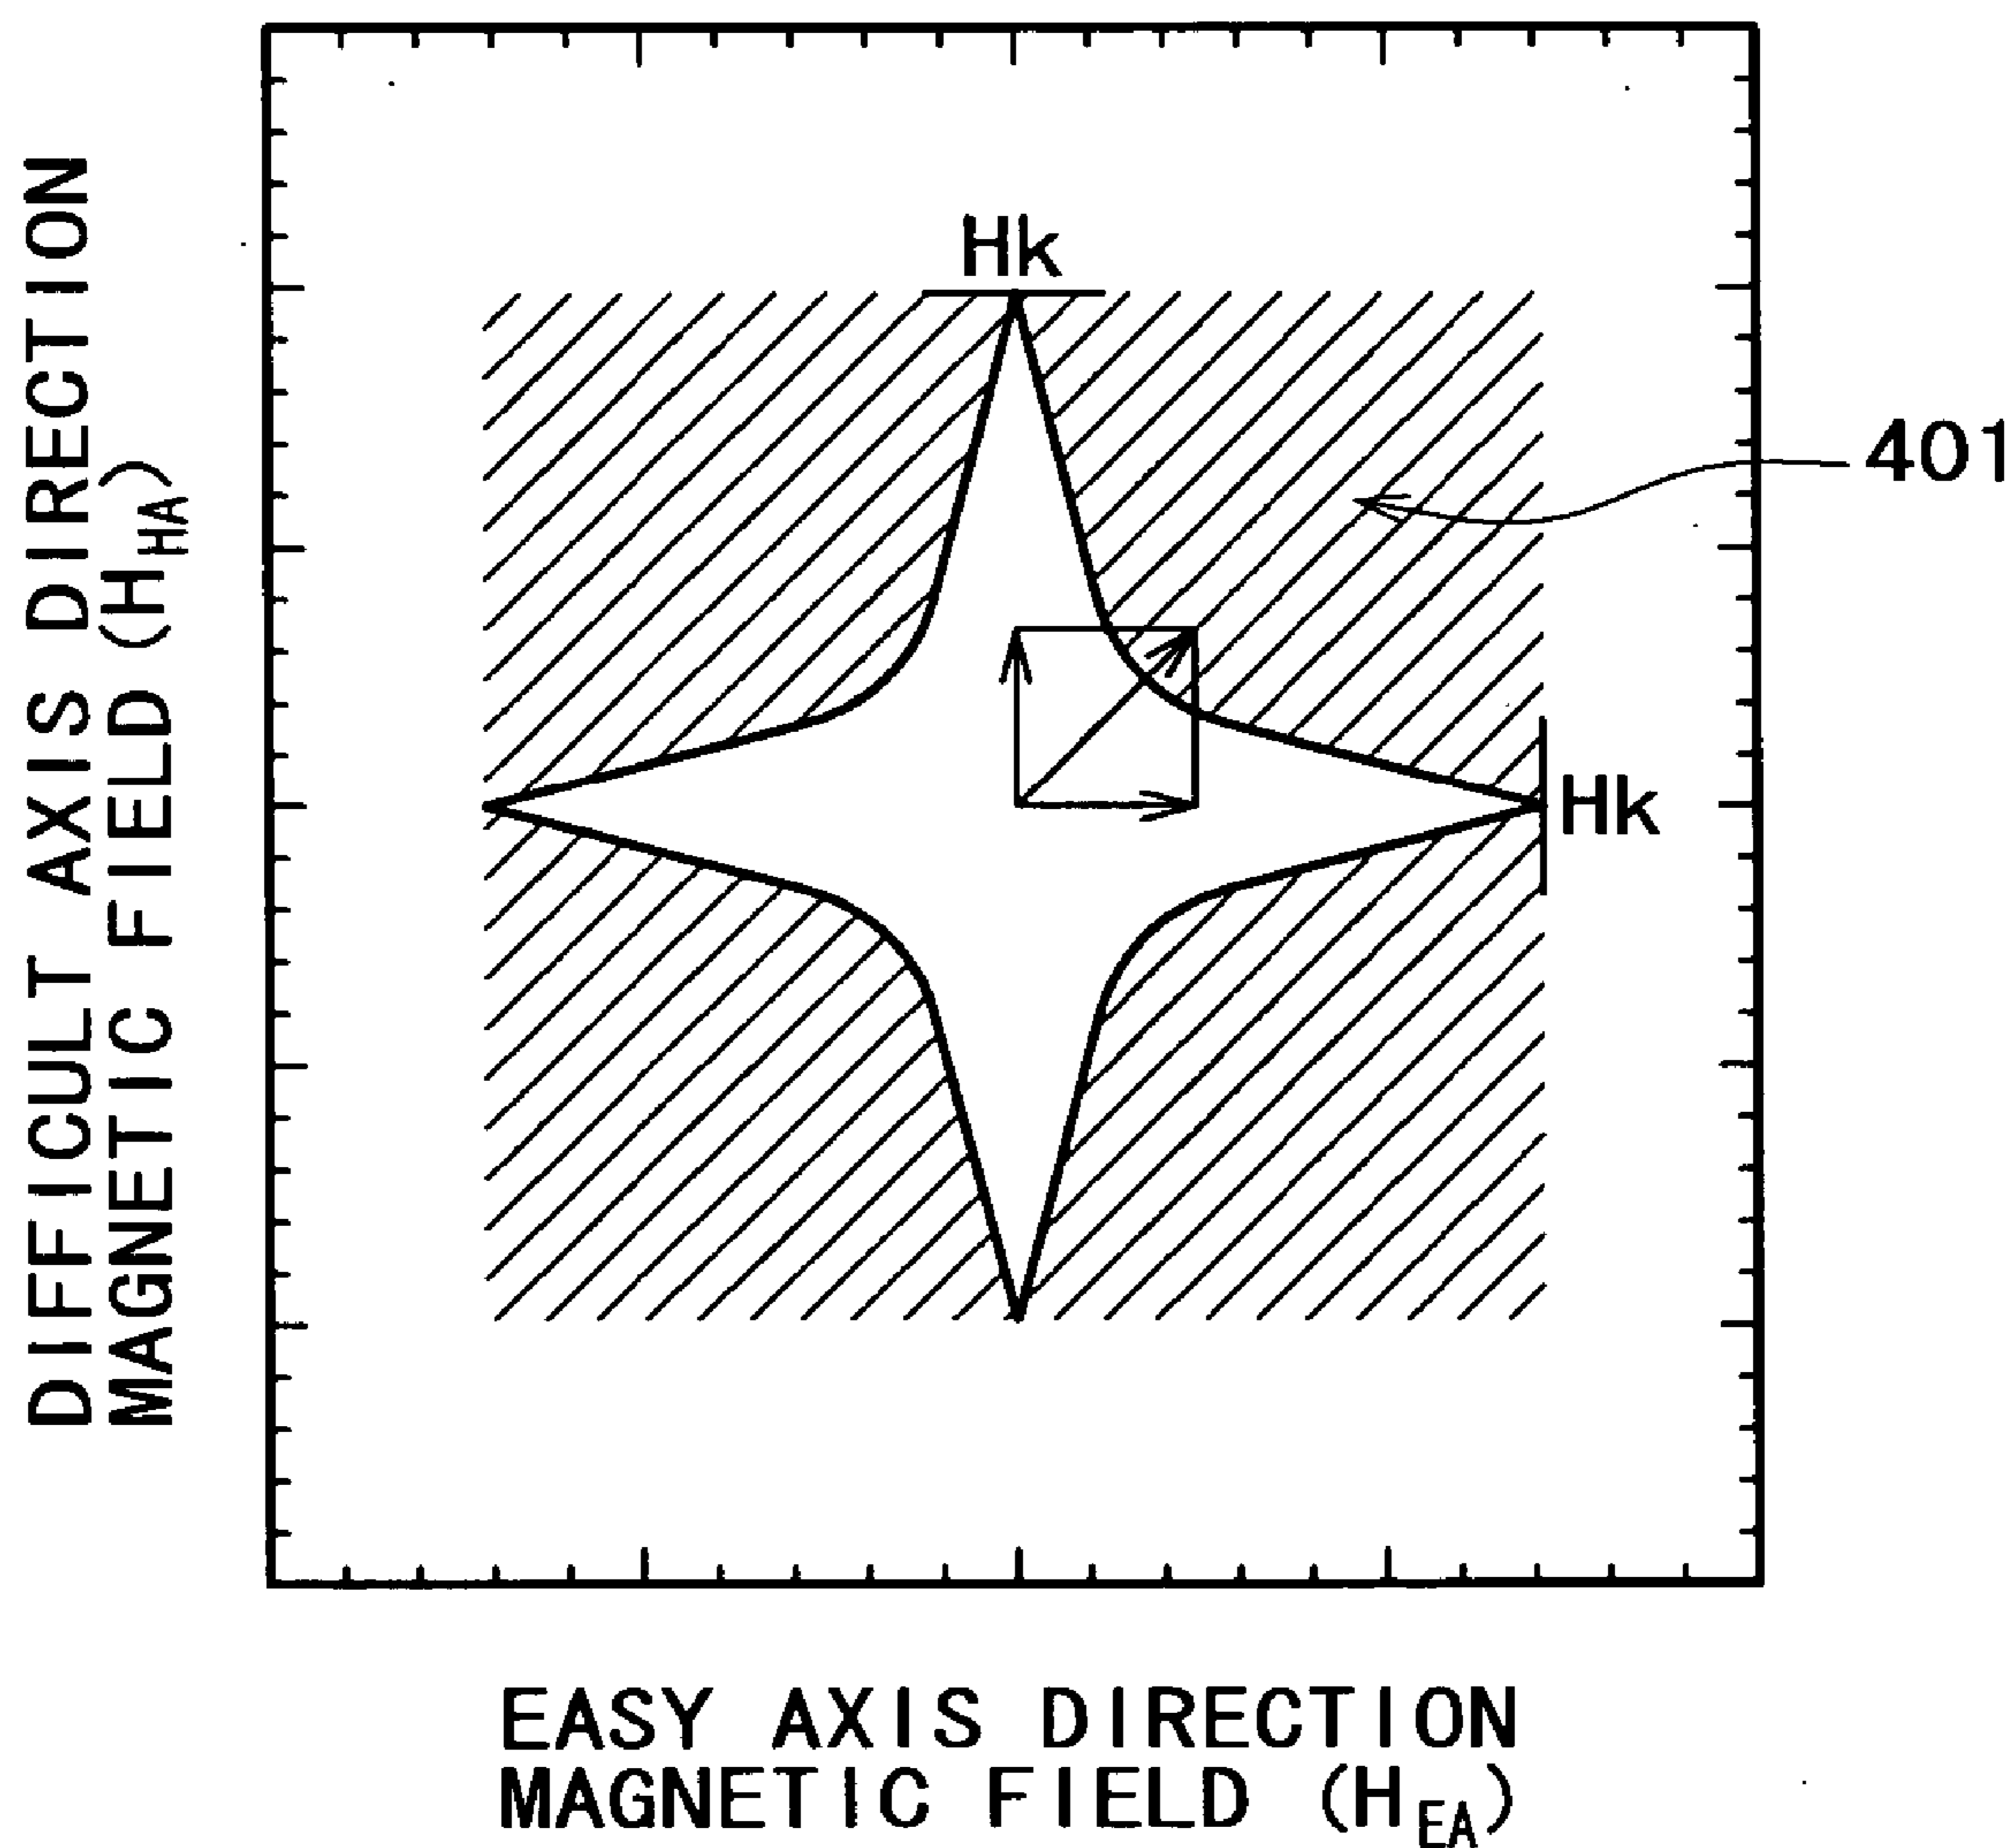 DIFFICULT AXIS DIRECTION
MAGNETIC FIELD (HHA)
Hk
401
Hk
EASY AXIS DIRECTION
MAGNETIC FIELD (HEA)